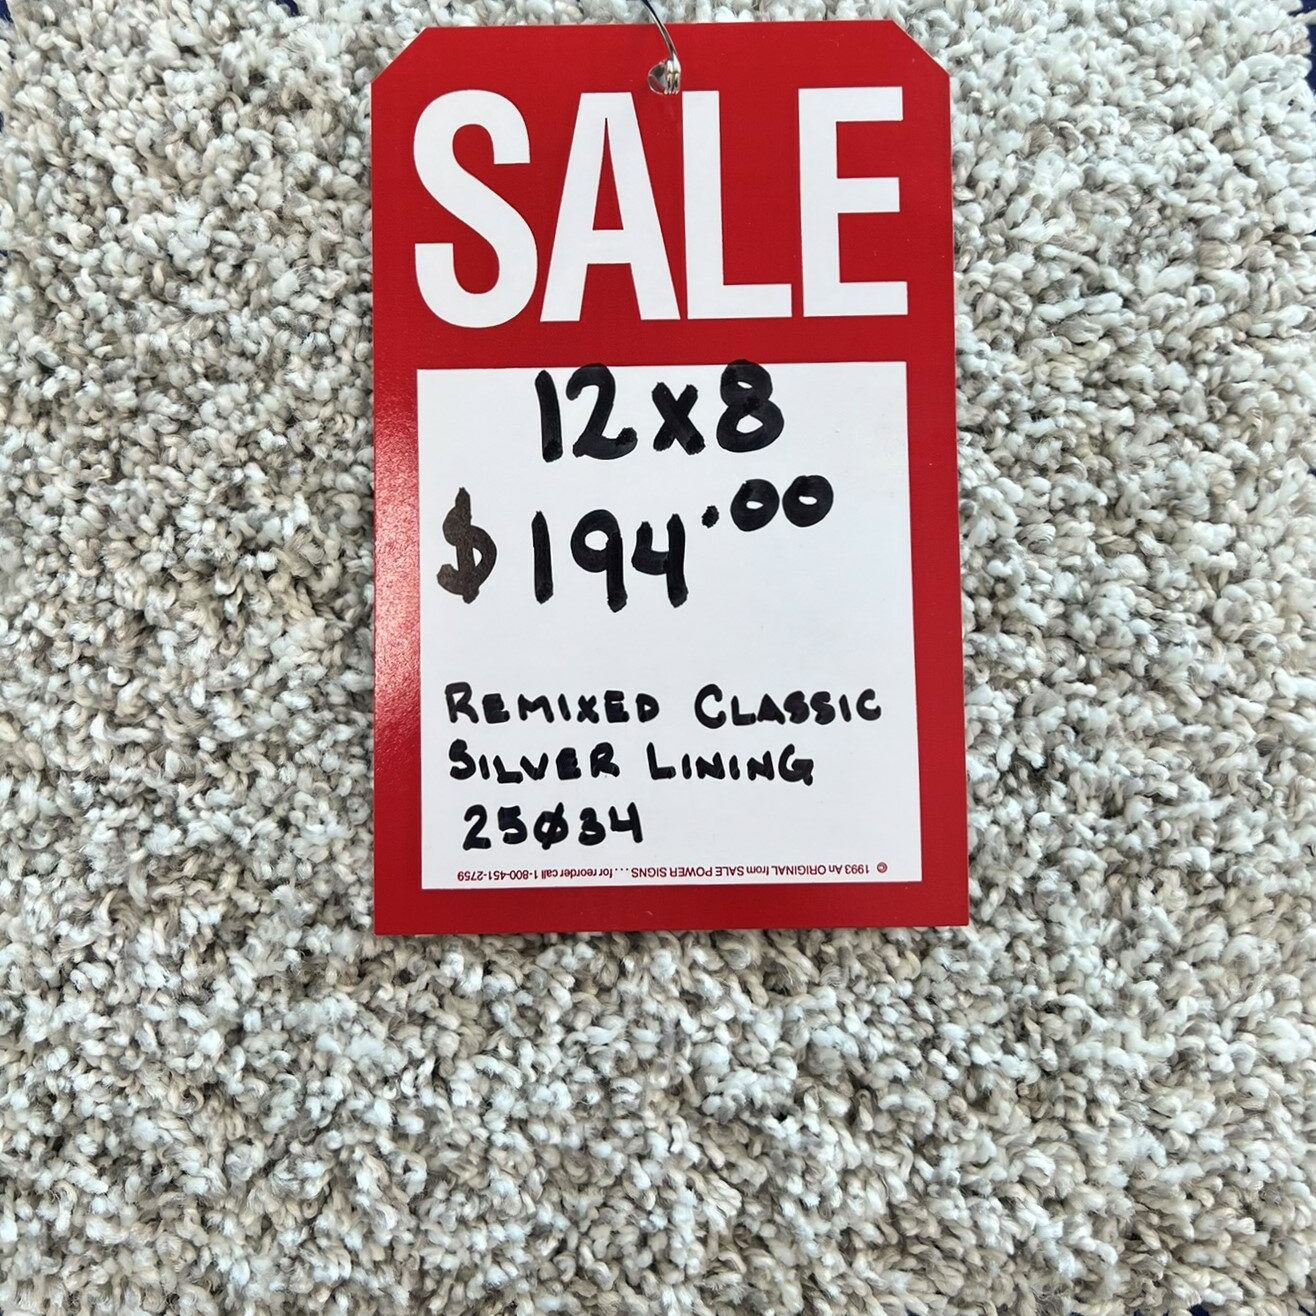 SALE
12x8
$194.00
REMIXED CLASSIC
SILVER LINING
25Ø34
© 1993 An ORIGINAL from SALE POWER SIGNS .... for reorder call 1-800-451-2759